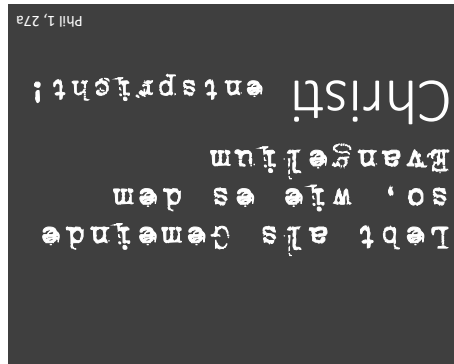 Lebt als Gemeinde
so, wie es dem
Evangelium
Christi entspricht!
Phil 1, 27a